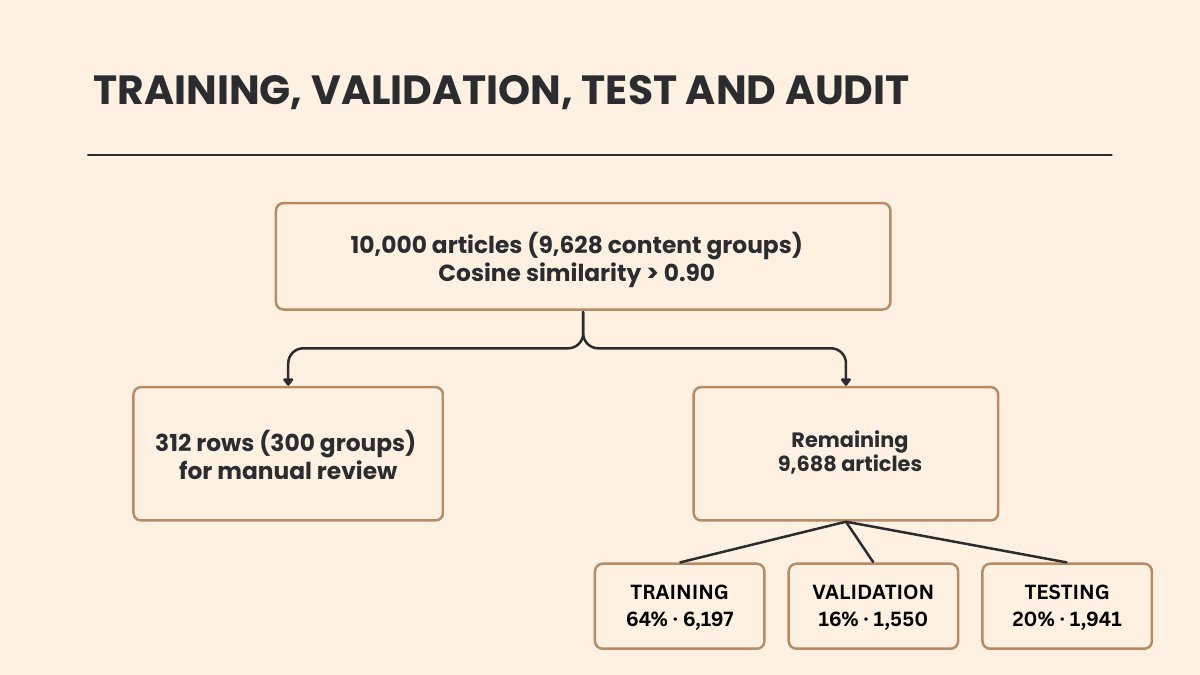 TRAINING, VALIDATION, TEST AND AUDIT
10,000 articles (9,628 content groups)
Cosine similarity > 0.90
312 rows (300 groups)
for manual review
Remaining
9,688 articles
TRAINING
64% · 6,197
VALIDATION
16% · 1,550
TESTING
20% · 1,941